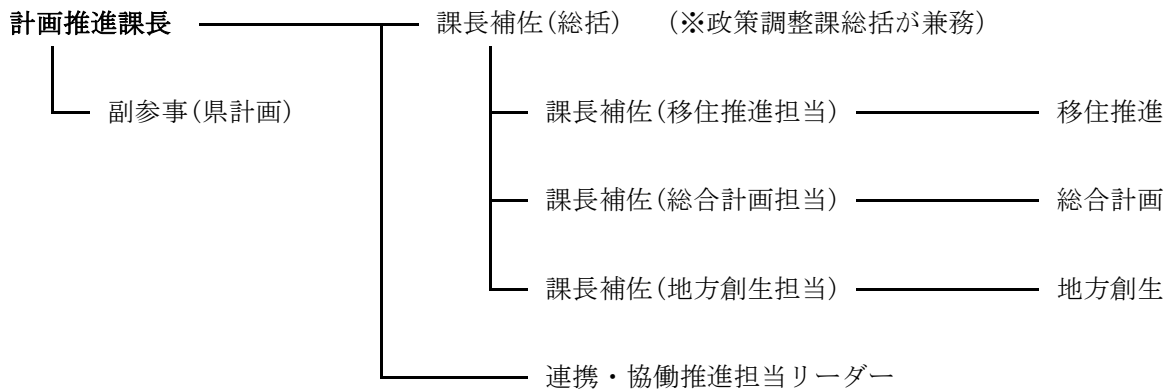 計画推進課長 課長補佐(総括) (※政策調整課総括が兼務)
副参事(県計画) 課長補佐(移住推進担当) 移住推進
課長補佐(総合計画担当) 総合計画
課長補佐(地方創生担当) 地方創生
連携・協働推進担当リーダー